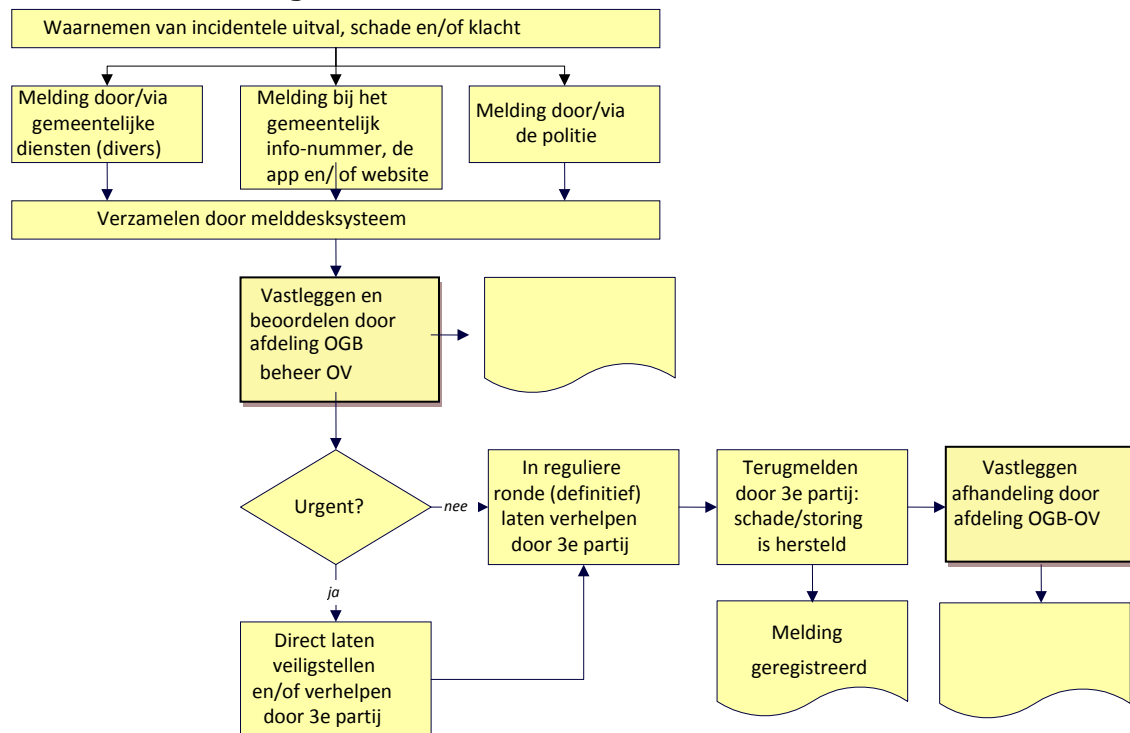 Waarnemen van incidentele uitval, schade en/of klacht
Melding door/via
gemeentelijke
diensten (divers)
Melding bij het
gemeentelijk
info-nummer, de
app en/ of website
Melding door/via
de politie
Verzamelen door melddesksysteem
Vastleggen en
beoordelen door
afdeling OGB
beheer OV
Urgent?
nee
ja
In reguliere
ronde (definitief)
laten verhelpen
door 3e partij
Terugmelden
door 3e partij:
schade/storing
is hersteld
Vastleggen
afhandeling door
afdeling OGB-OV
Direct laten
veiligstellen
en/of verhelpen
door 3e partij
Melding
geregistreerd